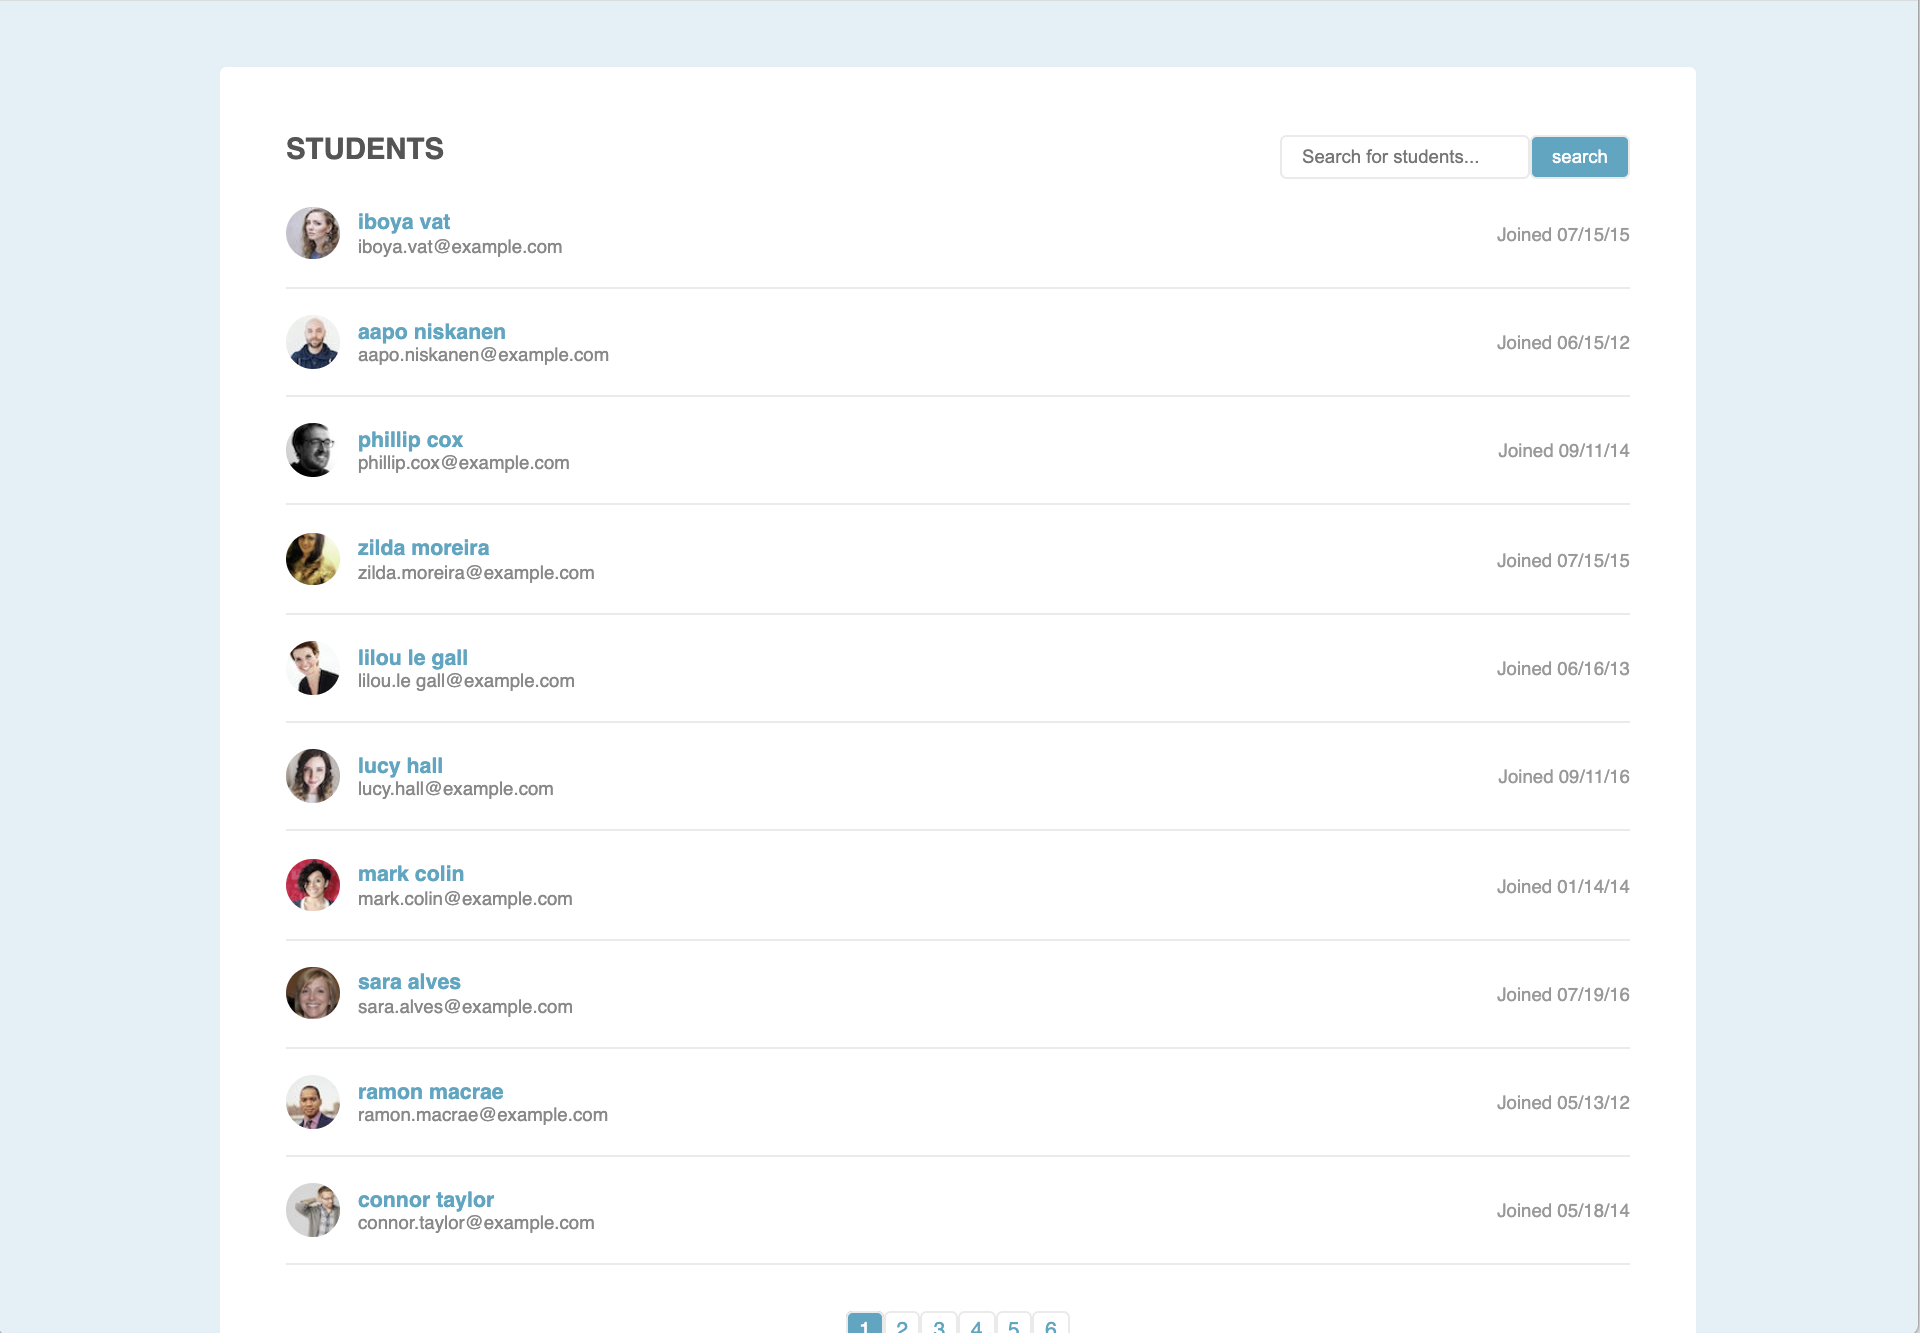 STUDENTS
Search for students...
search
iboya vat
iboya.vat@example.com
Joined 07/15/15
aapo niskanen
aapo.niskanen@example.com
Joined 06/15/12
phillip cox
phillip.cox@example.com
Joined 09/11/14
zilda moreira
zilda.moreira@example.com
Joined 07/15/15
lilou le gall
lilou.le gall@example.com
Joined 06/16/13
lucy hall
lucy.hall@example.com
Joined 09/11/16
mark colin
mark.colin@example.com
Joined 01/14/14
sara alves
sara.alves@example.com
Joined 07/19/16
ramon macrae
ramon.macrae@example.com
Joined 05/13/12
connor taylor
connor.taylor@example.com
Joined 05/18/14
1 2 3 4 5 6